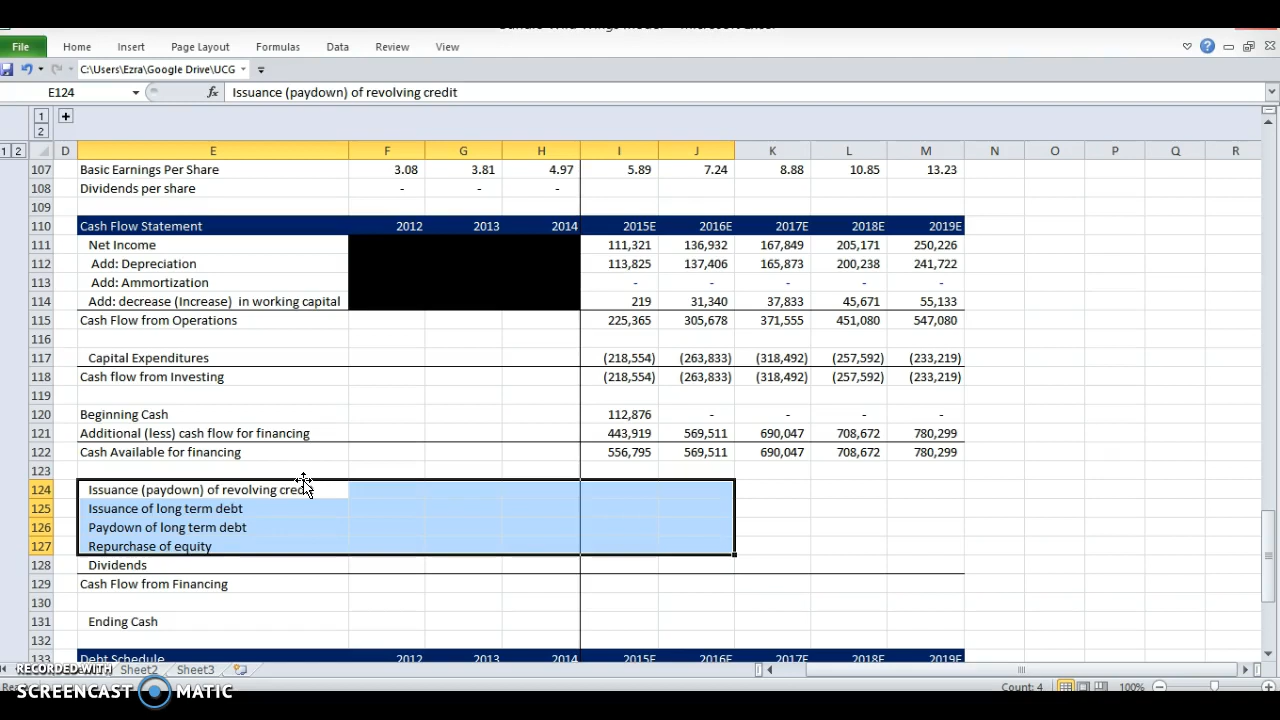 File Home Insert Page Layout Formulas Data Review View
C:\Users\Ezra\Google Drive\UCG
E124 fx Issuance (paydown) of revolving credit
1
2
1 2 D E F G H I J K L M N O P Q R
107 Basic Earnings Per Share 3.08 3.81 4.97 5.89 7.24 8.88 10.85 13.23
108 Dividends per share - - -
109
110 Cash Flow Statement 2012 2013 2014 2015E 2016E 2017E 2018E 2019E
111 Net Income 111,321 136,932 167,849 205,171 250,226
112 Add: Depreciation 113,825 137,406 165,873 200,238 241,722
113 Add: Ammortization - - - - -
114 Add: decrease (Increase) in working capital 219 31,340 37,833 45,671 55,133
115 Cash Flow from Operations 225,365 305,678 371,555 451,080 547,080
116
117 Capital Expenditures (218,554) (263,833) (318,492) (257,592) (233,219)
118 Cash flow from Investing (218,554) (263,833) (318,492) (257,592) (233,219)
119
120 Beginning Cash 112,876 - - - -
121 Additional (less) cash flow for financing 443,919 569,511 690,047 708,672 780,299
122 Cash Available for financing 556,795 569,511 690,047 708,672 780,299
123
124 Issuance (paydown) of revolving credit
125 Issuance of long term debt
126 Paydown of long term debt
127 Repurchase of equity
128 Dividends
129 Cash Flow from Financing
130
131 Ending Cash
132
133 Debt Schedule 2012 2013 2014 2015E 2016E 2017E 2018E 2019E
RECORDED WITH Sheet2 Sheet3
SCREENCAST MATIC Count: 4 100%